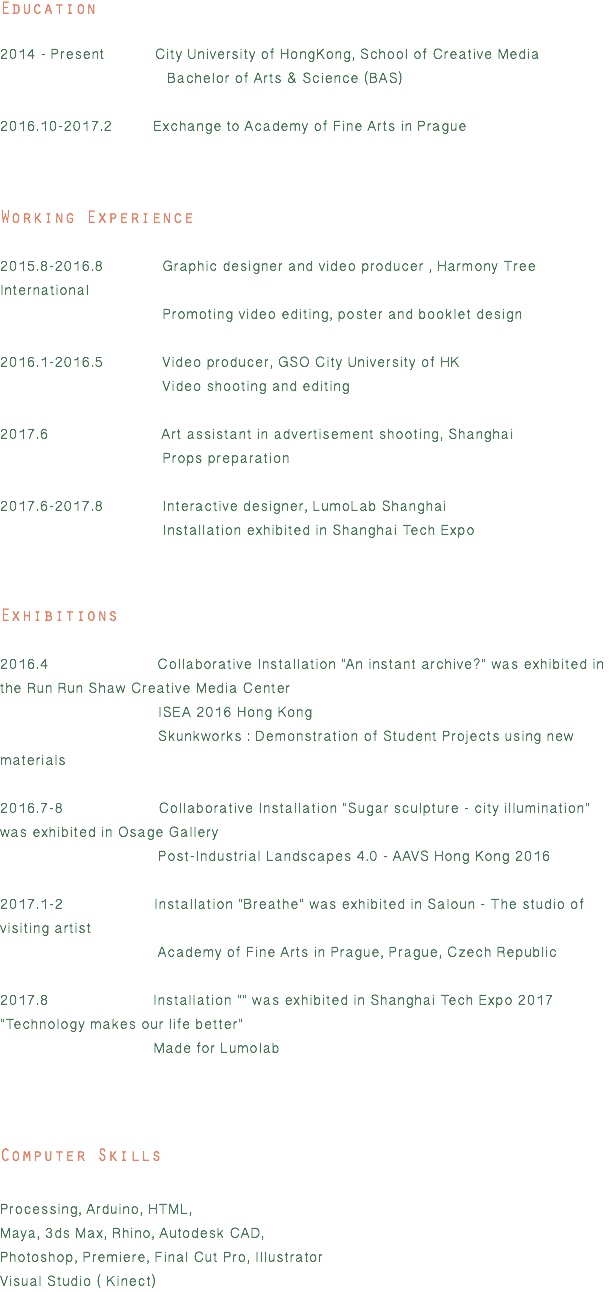 Education
2014 - Present City University of HongKong, School of Creative Media
Bachelor of Arts & Science (BAS)
2016.10-2017.2 Exchange to Academy of Fine Arts in Prague
Working Experience
2015.8-2016.8 Graphic designer and video producer , Harmony Tree
International
Promoting video editing, poster and booklet design
2016.1-2016.5 Video producer, GSO City University of HK
Video shooting and editing
2017.6 Art assistant in advertisement shooting, Shanghai
Props preparation
2017.6-2017.8 Interactive designer, LumoLab Shanghai
Installation exhibited in Shanghai Tech Expo
Exhibitions
2016.4 Collaborative Installation "An instant archive?" was exhibited in
the Run Run Shaw Creative Media Center
ISEA 2016 Hong Kong
Skunkworks : Demonstration of Student Projects using new
materials
2016.7-8 Collaborative Installation "Sugar sculpture - city illumination"
was exhibited in Osage Gallery
Post-Industrial Landscapes 4.0 - AAVS Hong Kong 2016
2017.1-2 Installation "Breathe" was exhibited in Saloun - The studio of
visiting artist
Academy of Fine Arts in Prague, Prague, Czech Republic
2017.8 Installation "" was exhibited in Shanghai Tech Expo 2017
"Technology makes our life better"
Made for Lumolab
Computer Skills
Processing, Arduino, HTML,
Maya, 3ds Max, Rhino, Autodesk CAD,
Photoshop, Premiere, Final Cut Pro, Illustrator
Visual Studio ( Kinect)